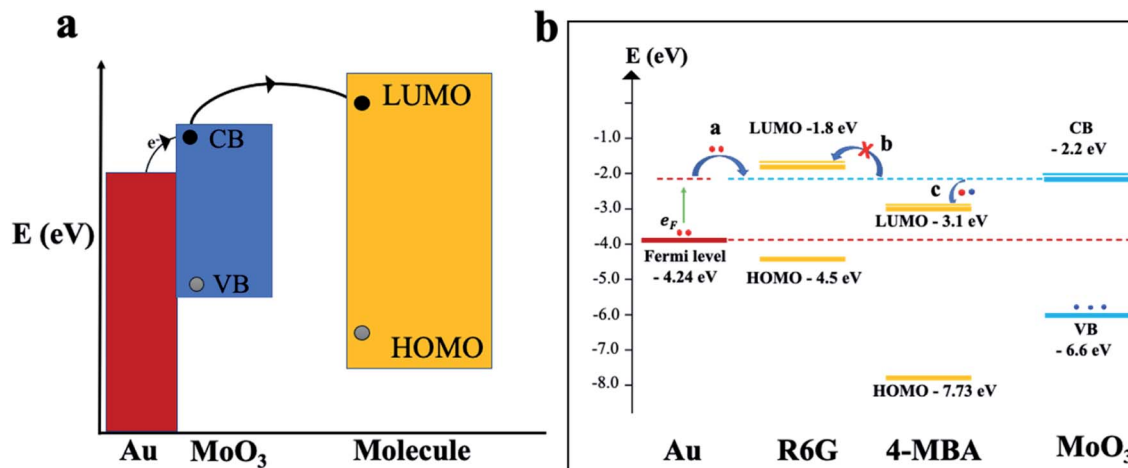 a
E (eV)
e-
CB
VB
LUMO
HOMO
Au
MoO3
Molecule
b
E (eV)
-1.0
-2.0
-3.0
-4.0
-5.0
-6.0
-7.0
-8.0
a
LUMO -1.8 eV
b
CB
- 2.2 eV
c
LUMO - 3.1 eV
eF
Fermi level
- 4.24 eV
HOMO - 4.5 eV
VB
- 6.6 eV
HOMO - 7.73 eV
Au
R6G
4-MBA
MoO3